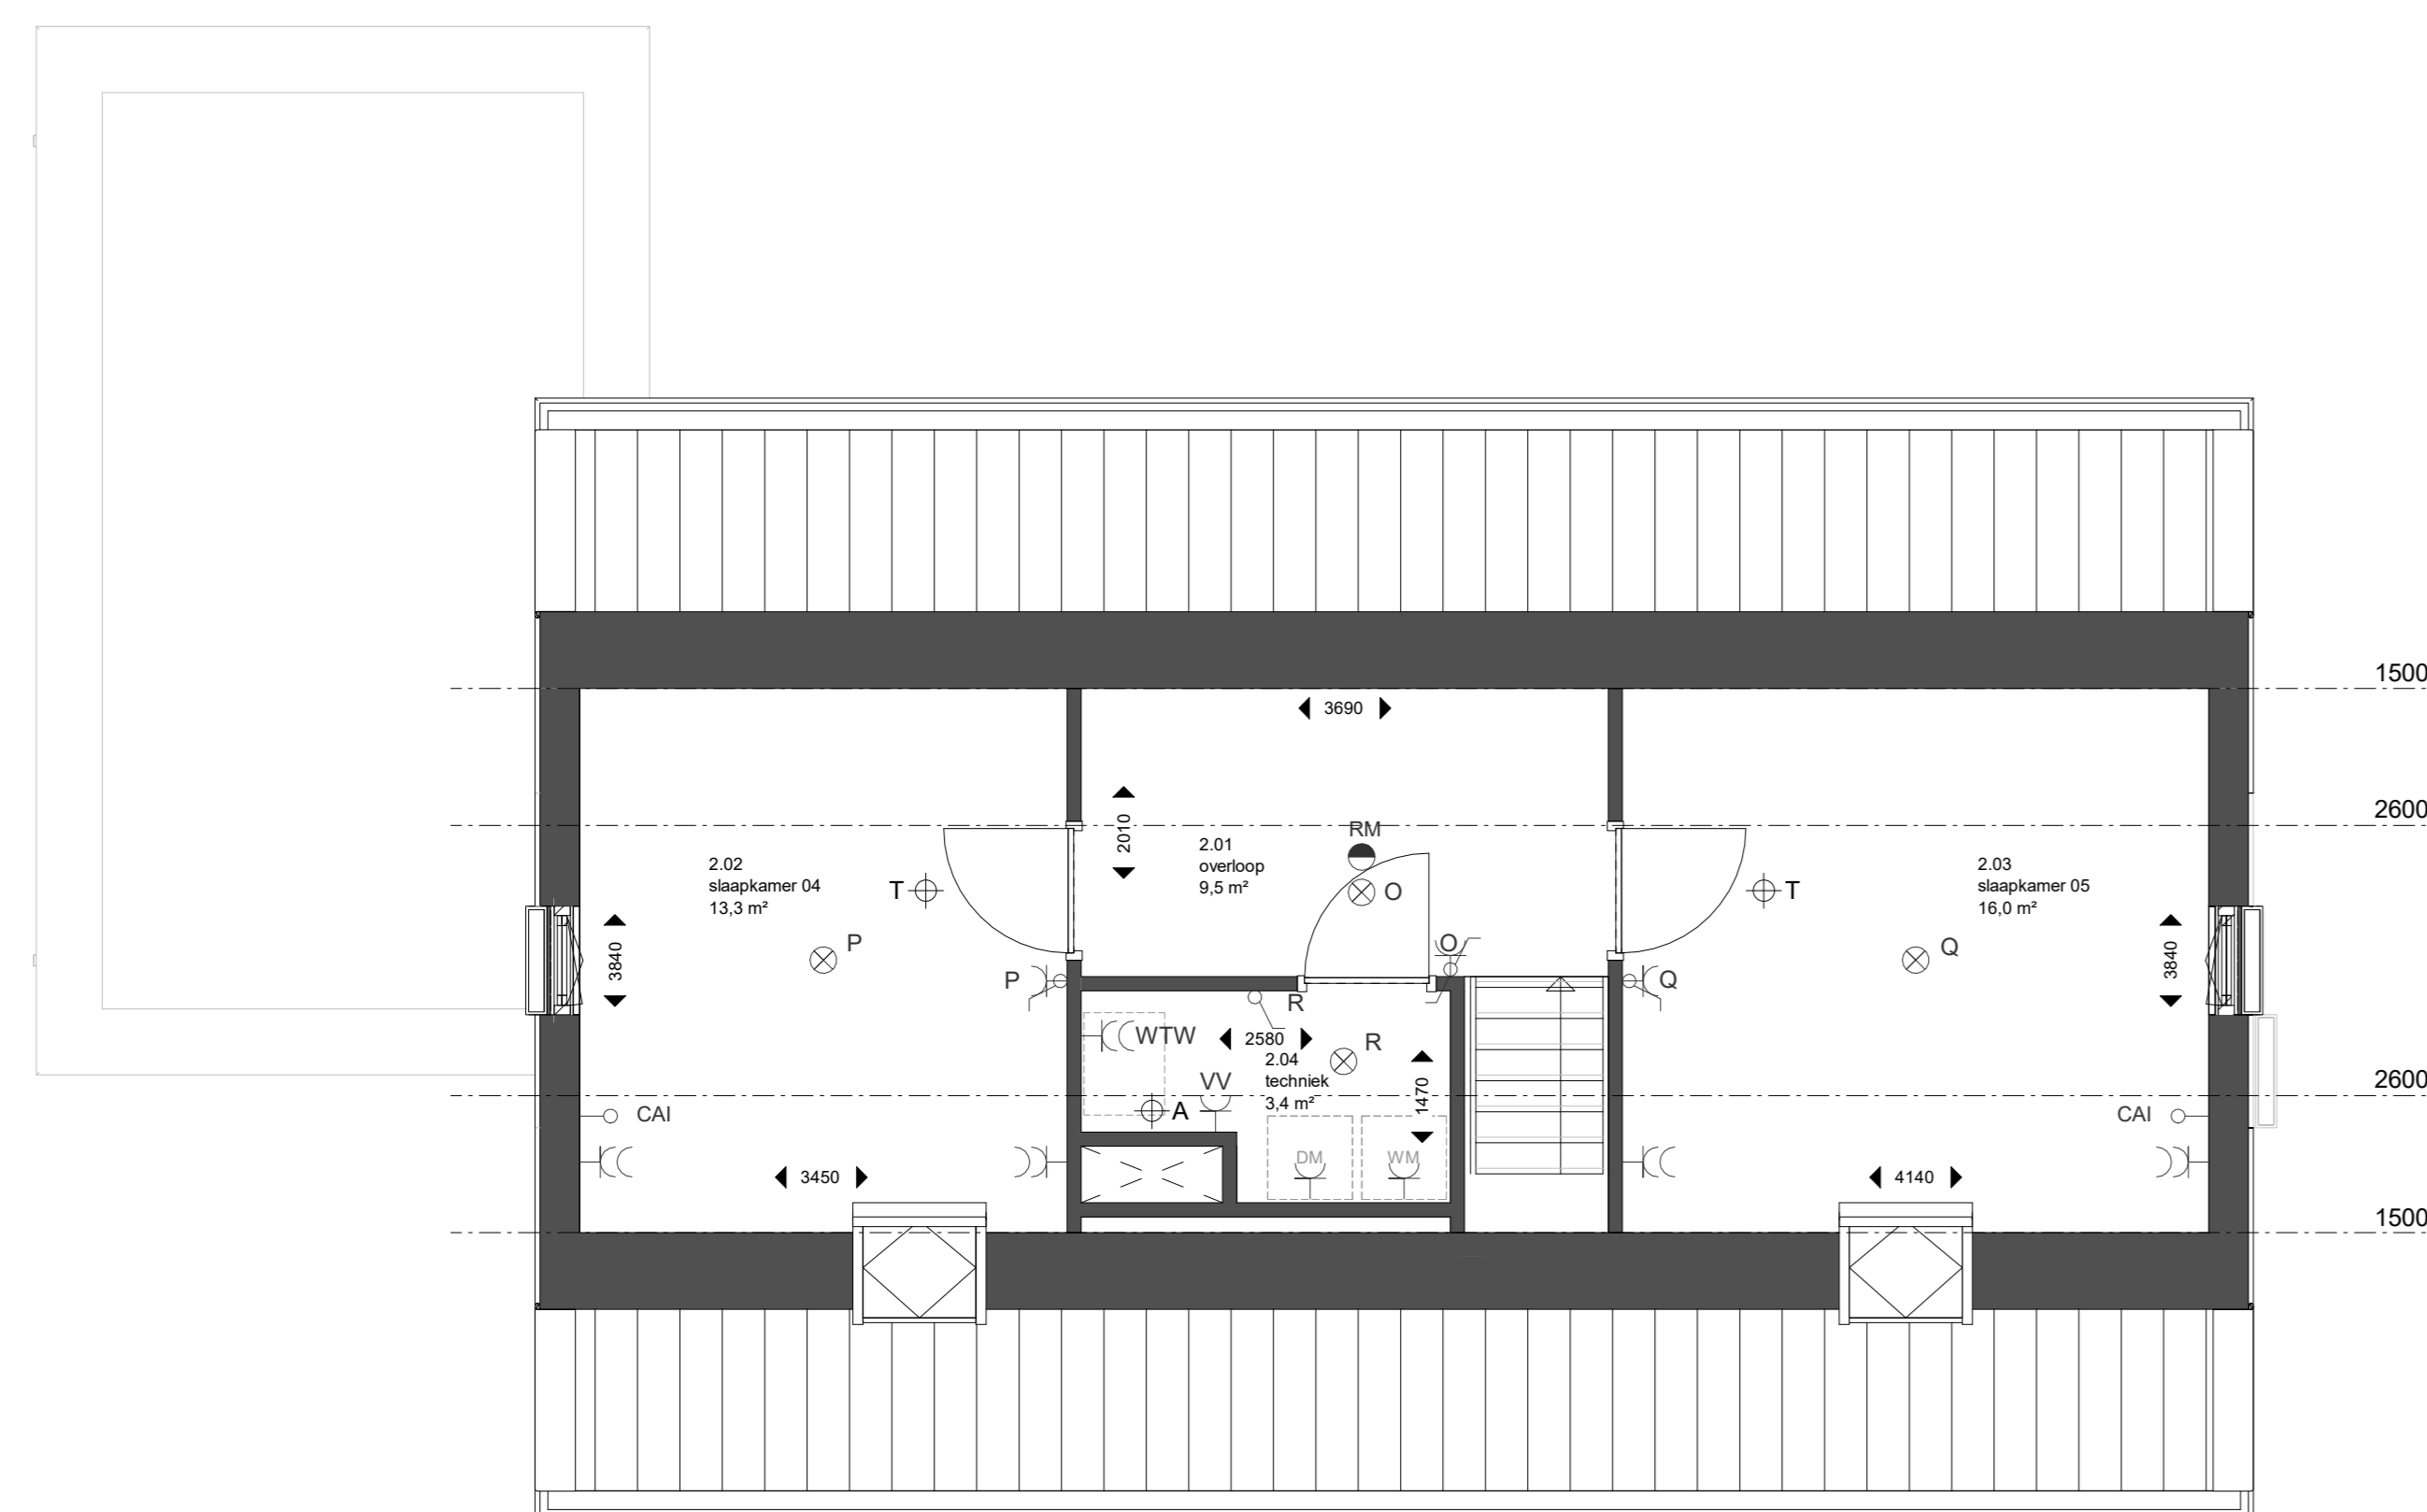 1500
3690
2600
2010
RM
2.01
overloop
9,5 m²
2.02
slaapkamer 04
13,3 m²
2.03
slaapkamer 05
16,0 m²
T
O
T
P
O
Q
3840
3840
P
Q
R
WTW
2580
R
2.04
techniek
3,4 m²
VV
1470
2600
A
CAI
CAI
DM
WM
3450
4140
1500